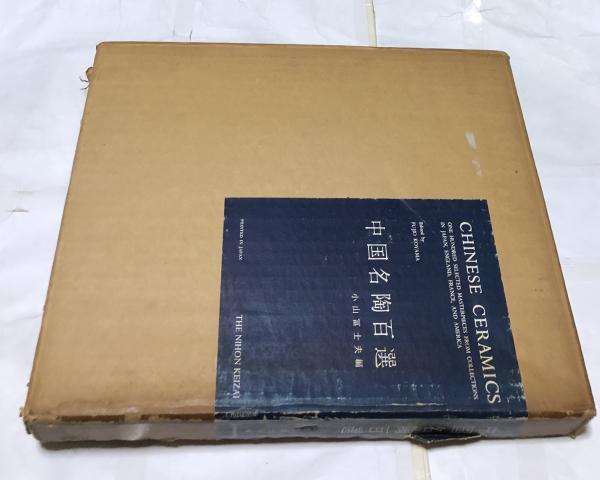 CHINESE CERAMICS
ONE HUNDRED SELECTED MASTERPIECES FROM COLLECTIONS
IN JAPAN, ENGLAND, FRANCE, AND AMERICA
Edited by
FUJIO KOYAMA
中国名陶百選
小山冨士夫編
PRINTED IN JAPAN
THE NIHON KEIZAI